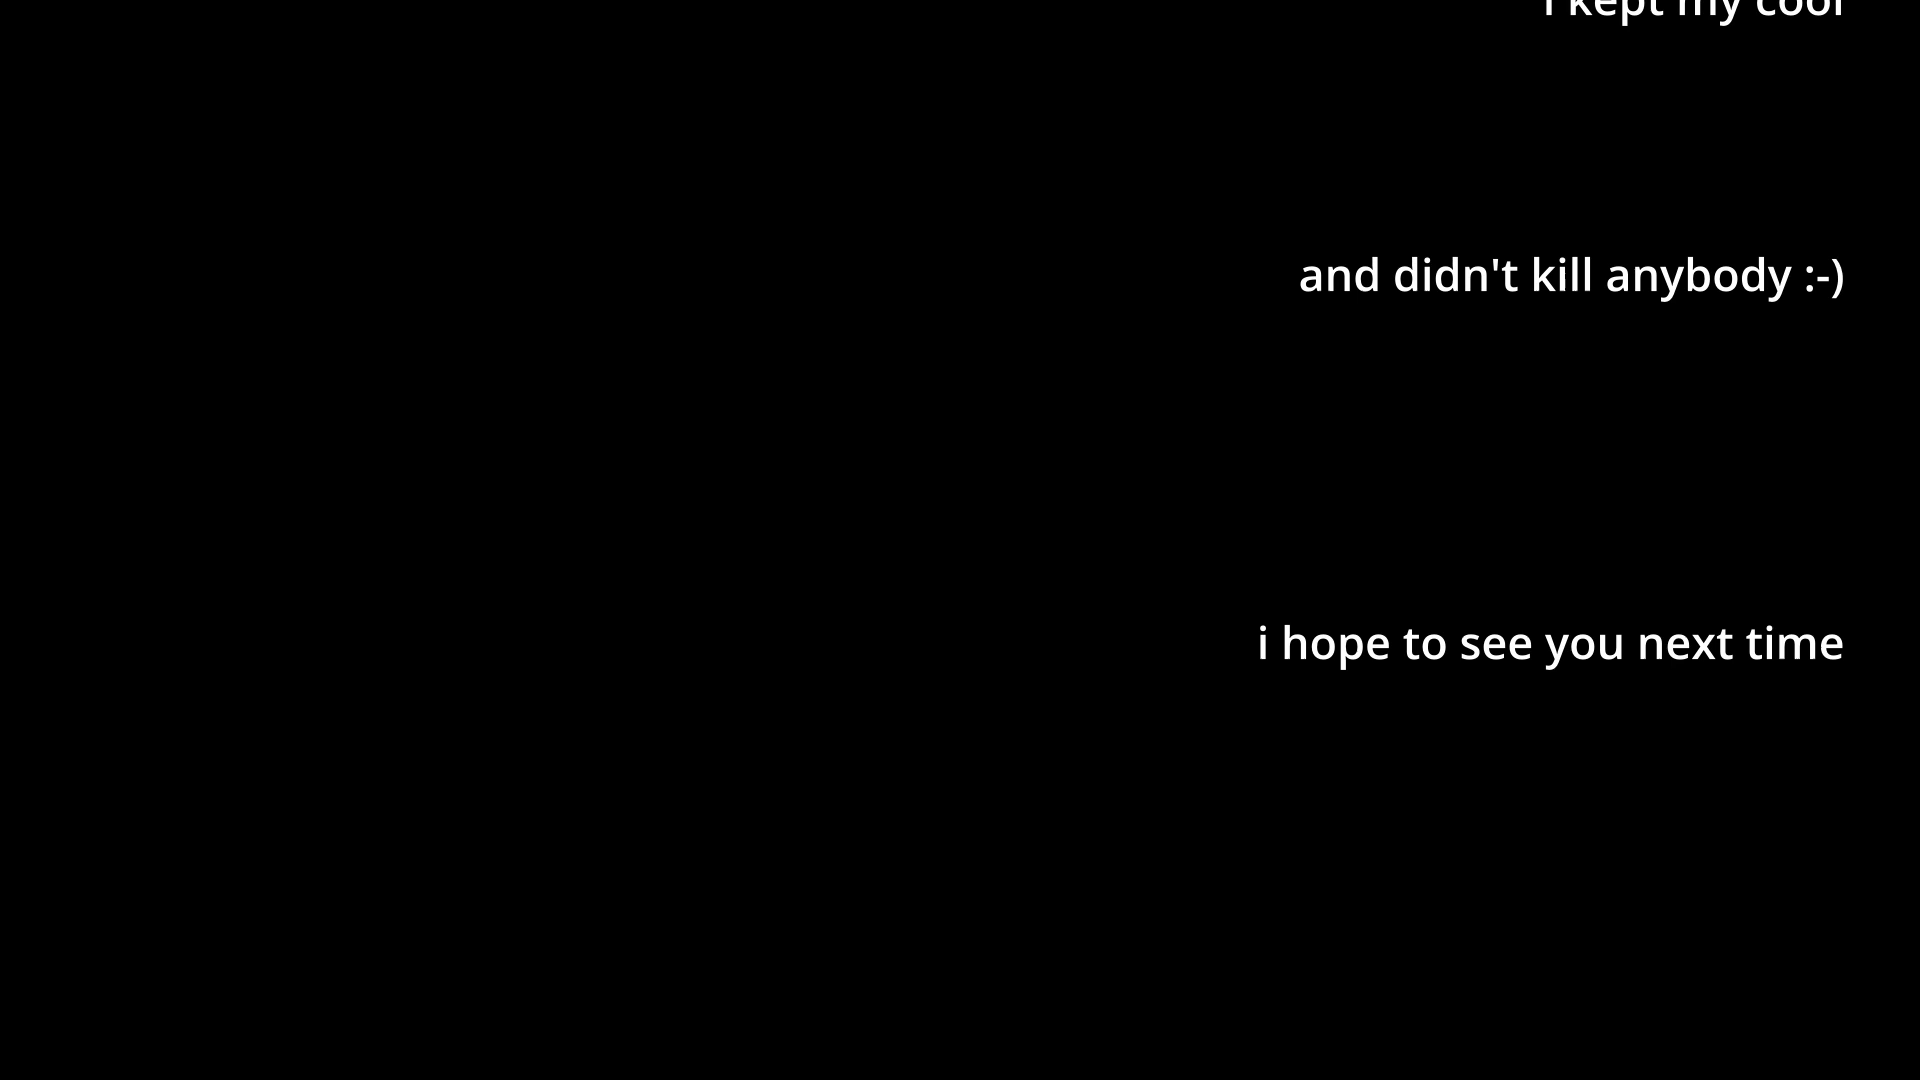 i kept my cool
and didn't kill anybody :-)
i hope to see you next time